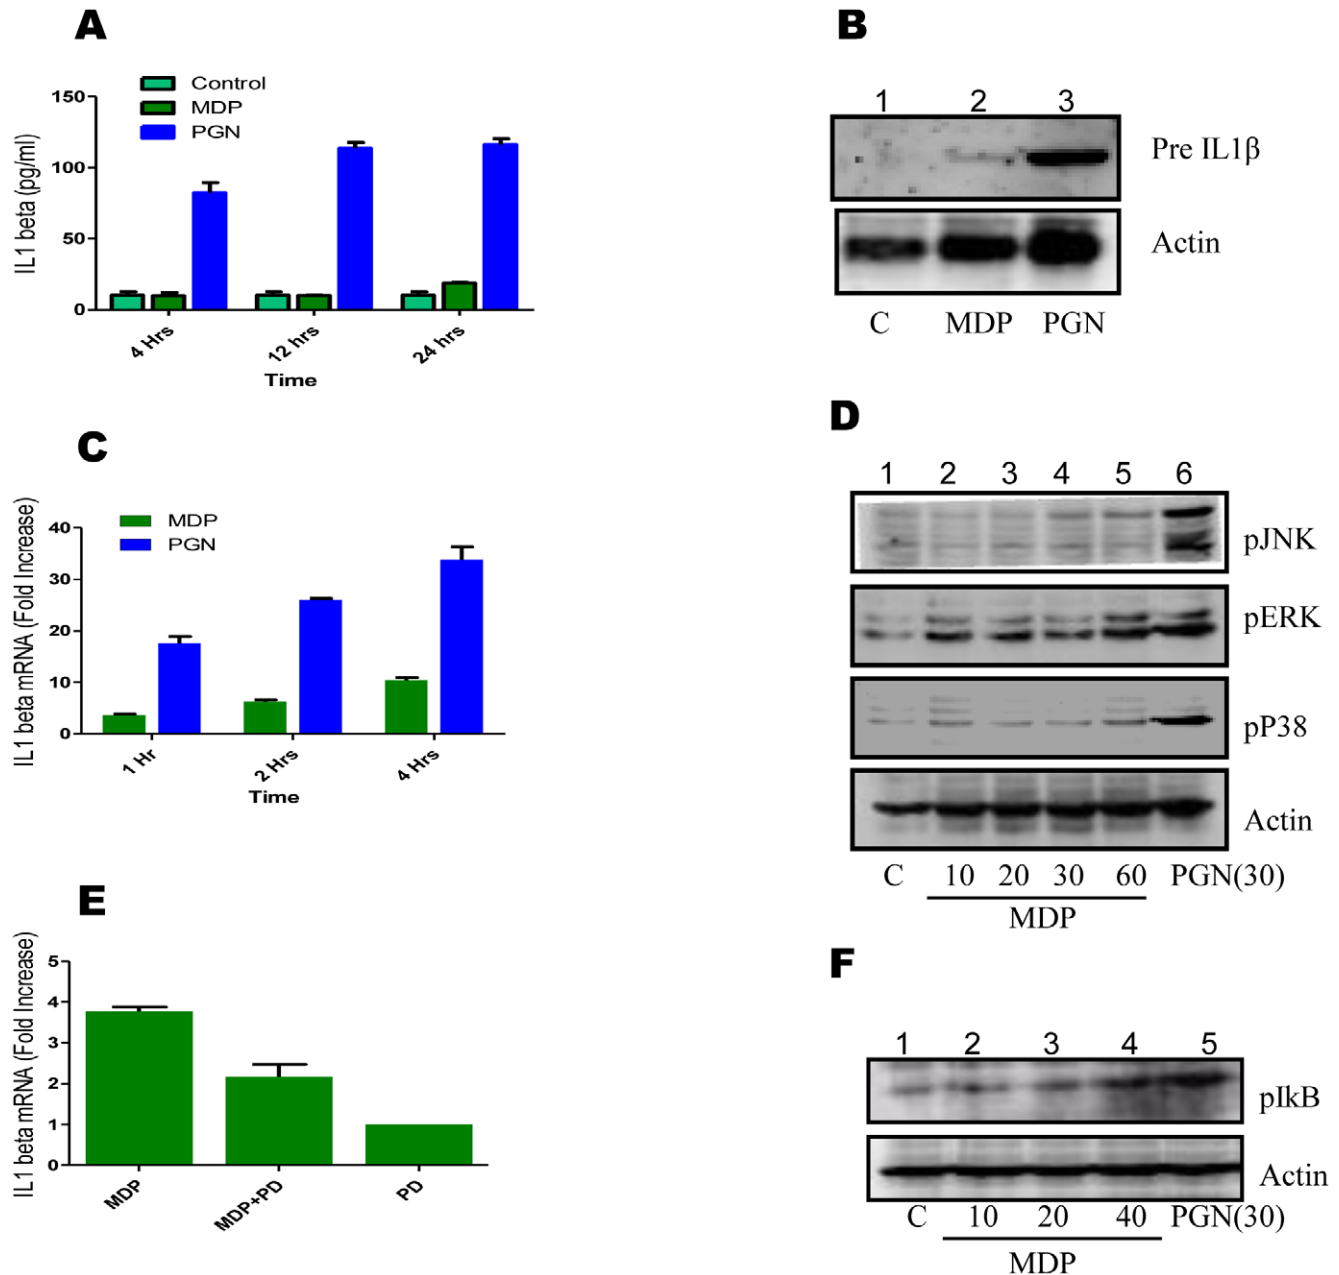 A
Control
MDP
PGN
IL1 beta (pg/ml)
150
100
50
0
4 Hrs
12 hrs
24 hrs
Time
B
1 2 3
Pre IL1β
Actin
C MDP PGN
C
MDP
PGN
IL1 beta mRNA (Fold Increase)
40
30
20
10
0
1 Hr
2 Hrs
4 Hrs
Time
D
1 2 3 4 5 6
pJNK
pERK
pP38
Actin
C 10 20 30 60 PGN(30)
MDP
E
IL1 beta mRNA (Fold Increase)
5
4
3
2
1
0
MDP
MDP+PD
PD
F
1 2 3 4 5
pIkB
Actin
C 10 20 40 PGN(30)
MDP